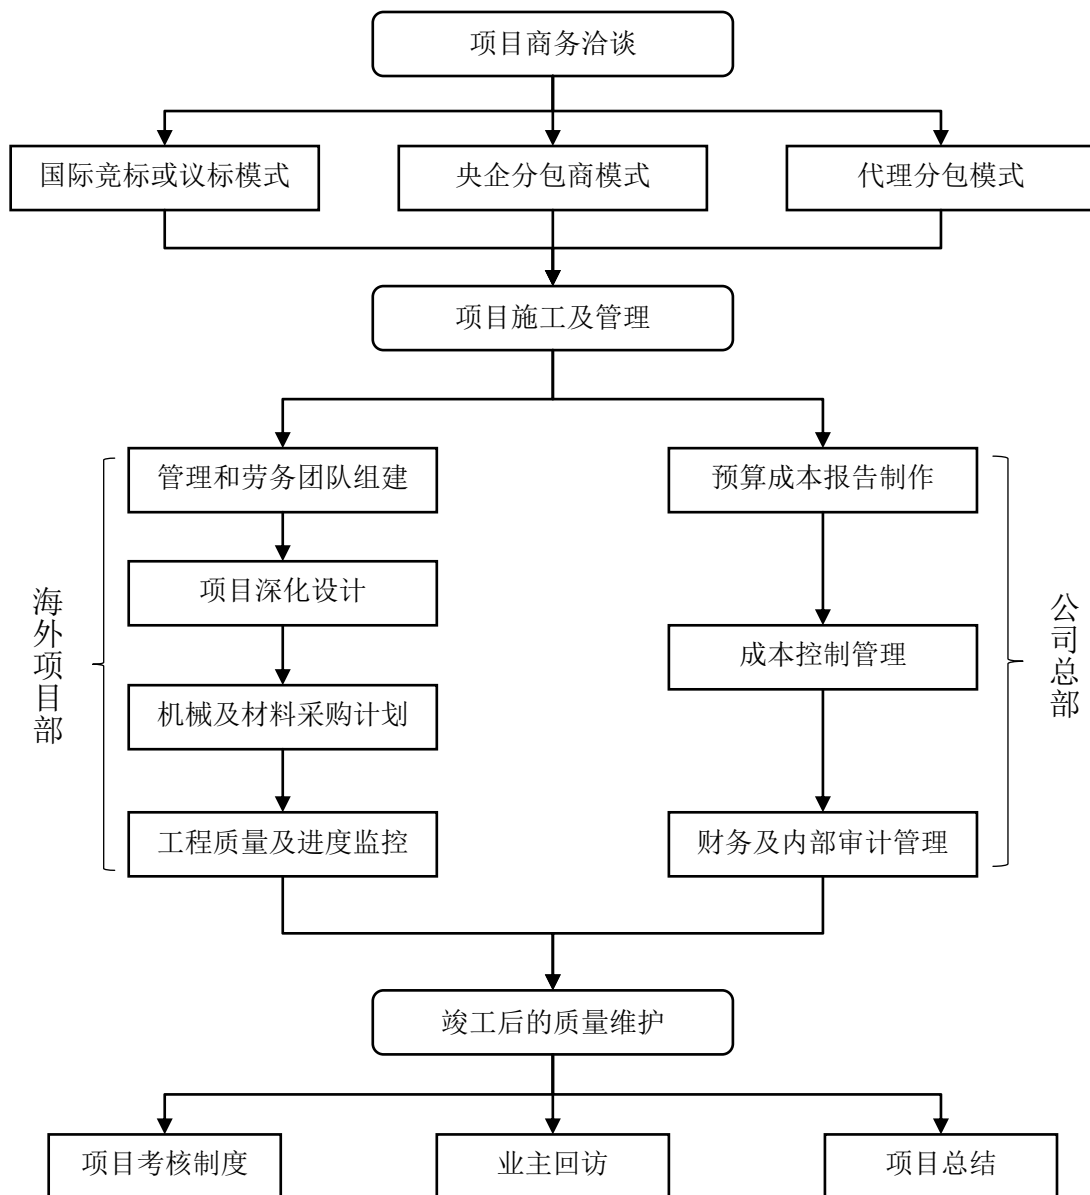 项目商务洽谈
国际竞标或议标模式
央企分包商模式
代理分包模式
项目施工及管理
海外项目部
管理和劳务团队组建
项目深化设计
机械及材料采购计划
工程质量及进度监控
预算成本报告制作
成本控制管理
财务及内部审计管理
公司总部
竣工后的质量维护
项目考核制度
业主回访
项目总结